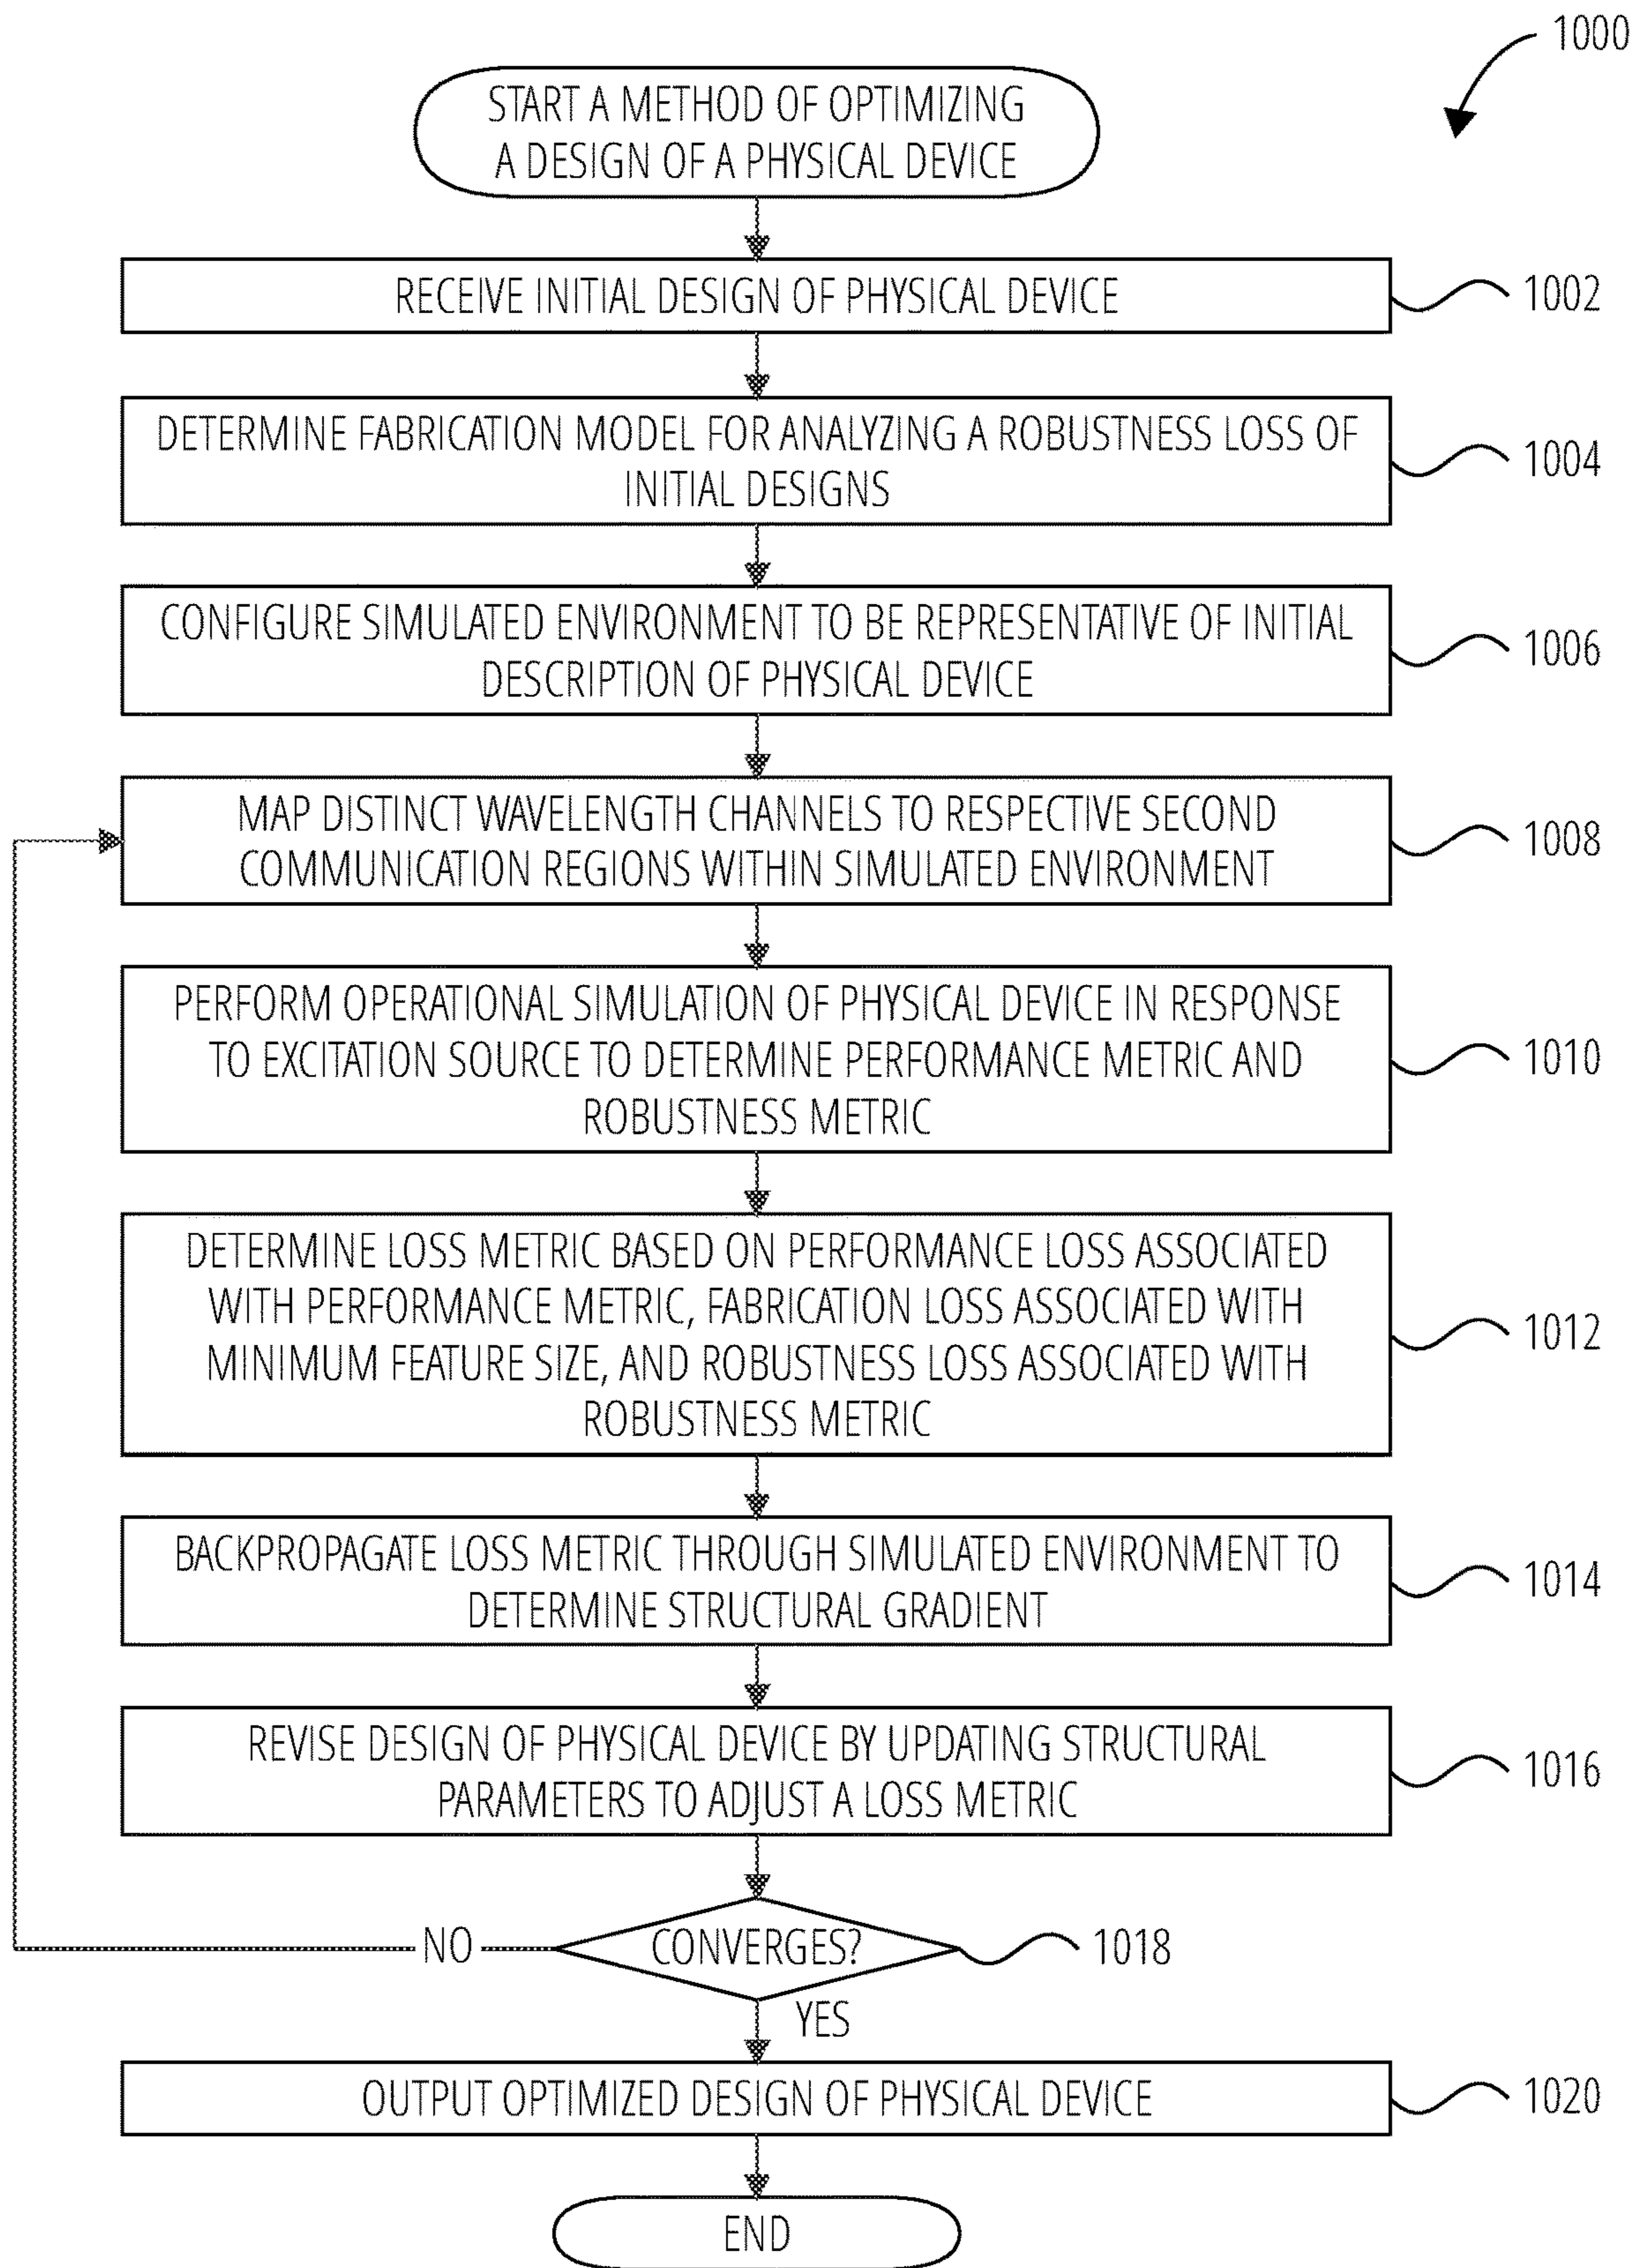 1000
START A METHOD OF OPTIMIZING
A DESIGN OF A PHYSICAL DEVICE
RECEIVE INITIAL DESIGN OF PHYSICAL DEVICE
1002
DETERMINE FABRICATION MODEL FOR ANALYZING A ROBUSTNESS LOSS OF
INITIAL DESIGNS
1004
CONFIGURE SIMULATED ENVIRONMENT TO BE REPRESENTATIVE OF INITIAL
DESCRIPTION OF PHYSICAL DEVICE
1006
MAP DISTINCT WAVELENGTH CHANNELS TO RESPECTIVE SECOND
COMMUNICATION REGIONS WITHIN SIMULATED ENVIRONMENT
1008
PERFORM OPERATIONAL SIMULATION OF PHYSICAL DEVICE IN RESPONSE
TO EXCITATION SOURCE TO DETERMINE PERFORMANCE METRIC AND
ROBUSTNESS METRIC
1010
DETERMINE LOSS METRIC BASED ON PERFORMANCE LOSS ASSOCIATED
WITH PERFORMANCE METRIC, FABRICATION LOSS ASSOCIATED WITH
MINIMUM FEATURE SIZE, AND ROBUSTNESS LOSS ASSOCIATED WITH
ROBUSTNESS METRIC
1012
BACKPROPAGATE LOSS METRIC THROUGH SIMULATED ENVIRONMENT TO
DETERMINE STRUCTURAL GRADIENT
1014
REVISE DESIGN OF PHYSICAL DEVICE BY UPDATING STRUCTURAL
PARAMETERS TO ADJUST A LOSS METRIC
1016
NO
CONVERGES?
1018
YES
OUTPUT OPTIMIZED DESIGN OF PHYSICAL DEVICE
1020
END